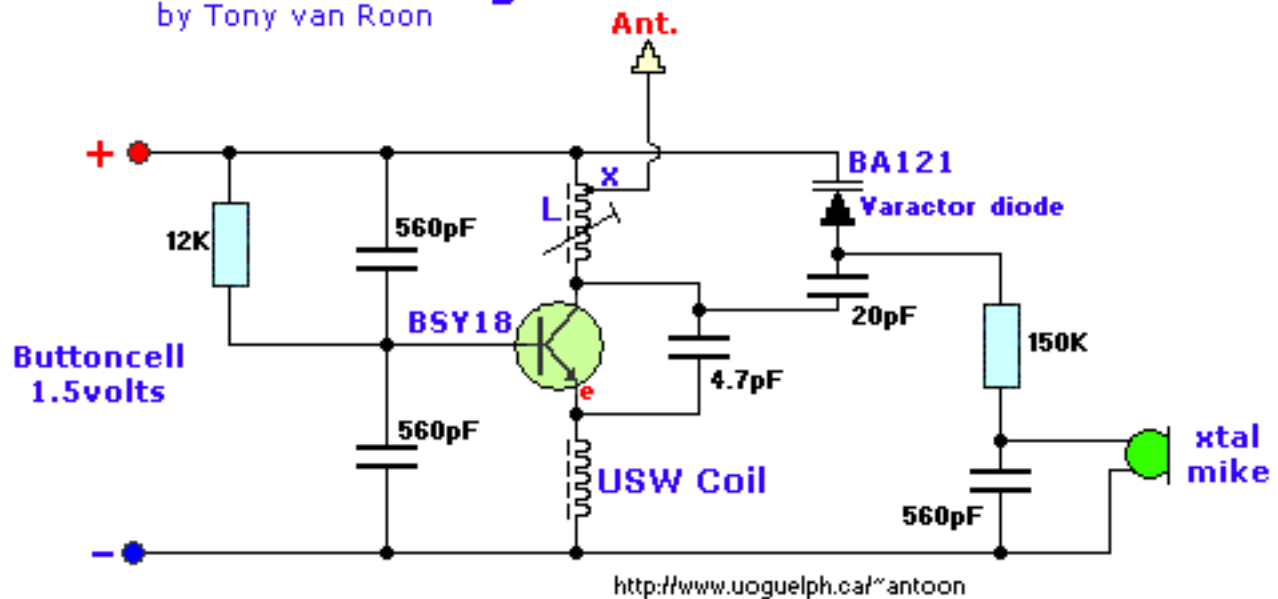 by Tony van Roon
Ant.
+
BA121
x
Varactor diode
L
560pF
12K
BSY18
20pF
150K
Buttoncell
1.5volts
4.7pF
e
560pF
xtal
mike
USW Coil
560pF
-
http://www.uoguelph.ca/~antoon